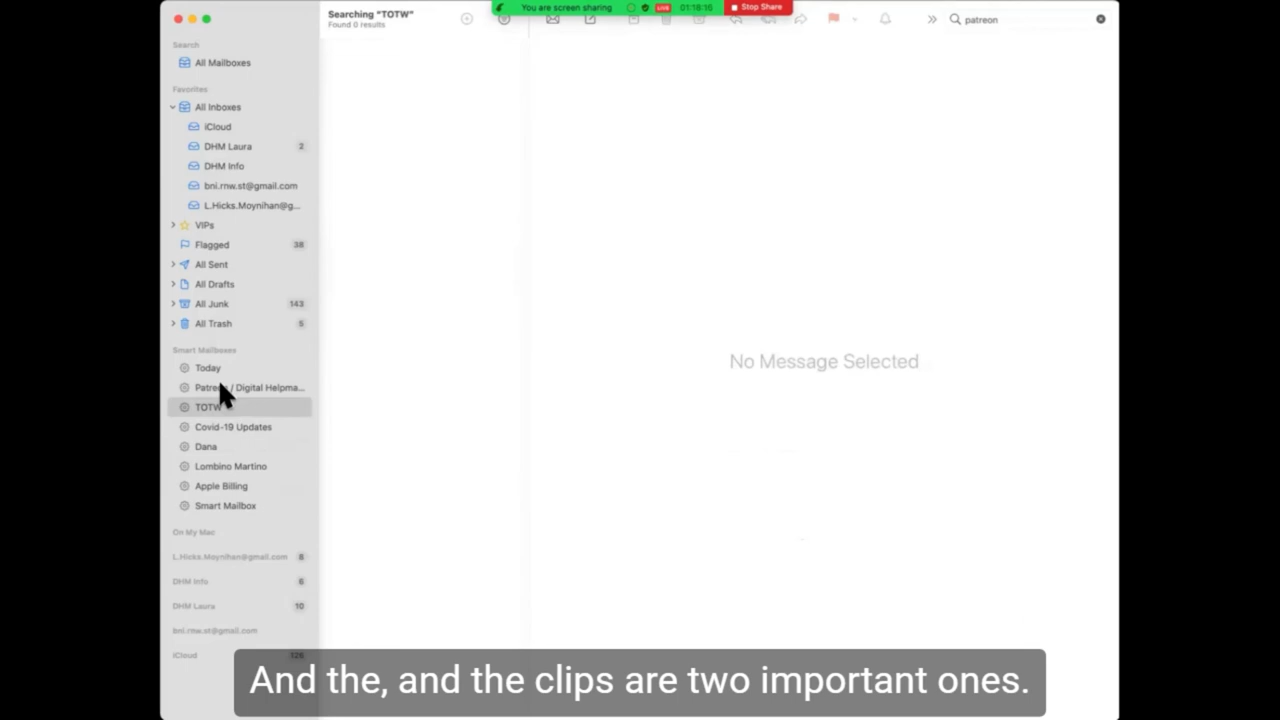 Searching "TOTW"
Found 0 results
You are screen sharing
LIVE
01:18:16
Stop Share
patreon
Search
All Mailboxes
Favorites
All Inboxes
iCloud
DHM Laura 2
DHM Info
bni.rnw.st@gmail.com
L.Hicks.Moynihan@g...
VIPs
Flagged 38
All Sent
All Drafts
All Junk 143
All Trash 5
Smart Mailboxes
Today
/ Digital Helpma...
TOTW
Covid-19 Updates
Dana
Lombino Martino
Apple Billing
Smart Mailbox
No Message Selected
On My Mac
L.Hicks.Moynihan@gmail.com 8
DHM Info 6
DHM Laura 10
bni.rnw.st@gmail.com
iCloud
And the, and the clips are two important ones.